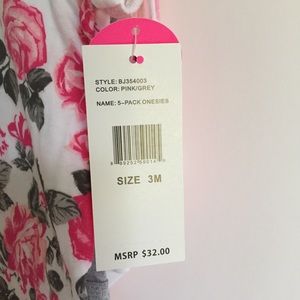 STYLE: BJ354003
COLOR: PINK/GREY
NAME: 5-PACK ONESIES
SIZE 3M
MSRP $32.00